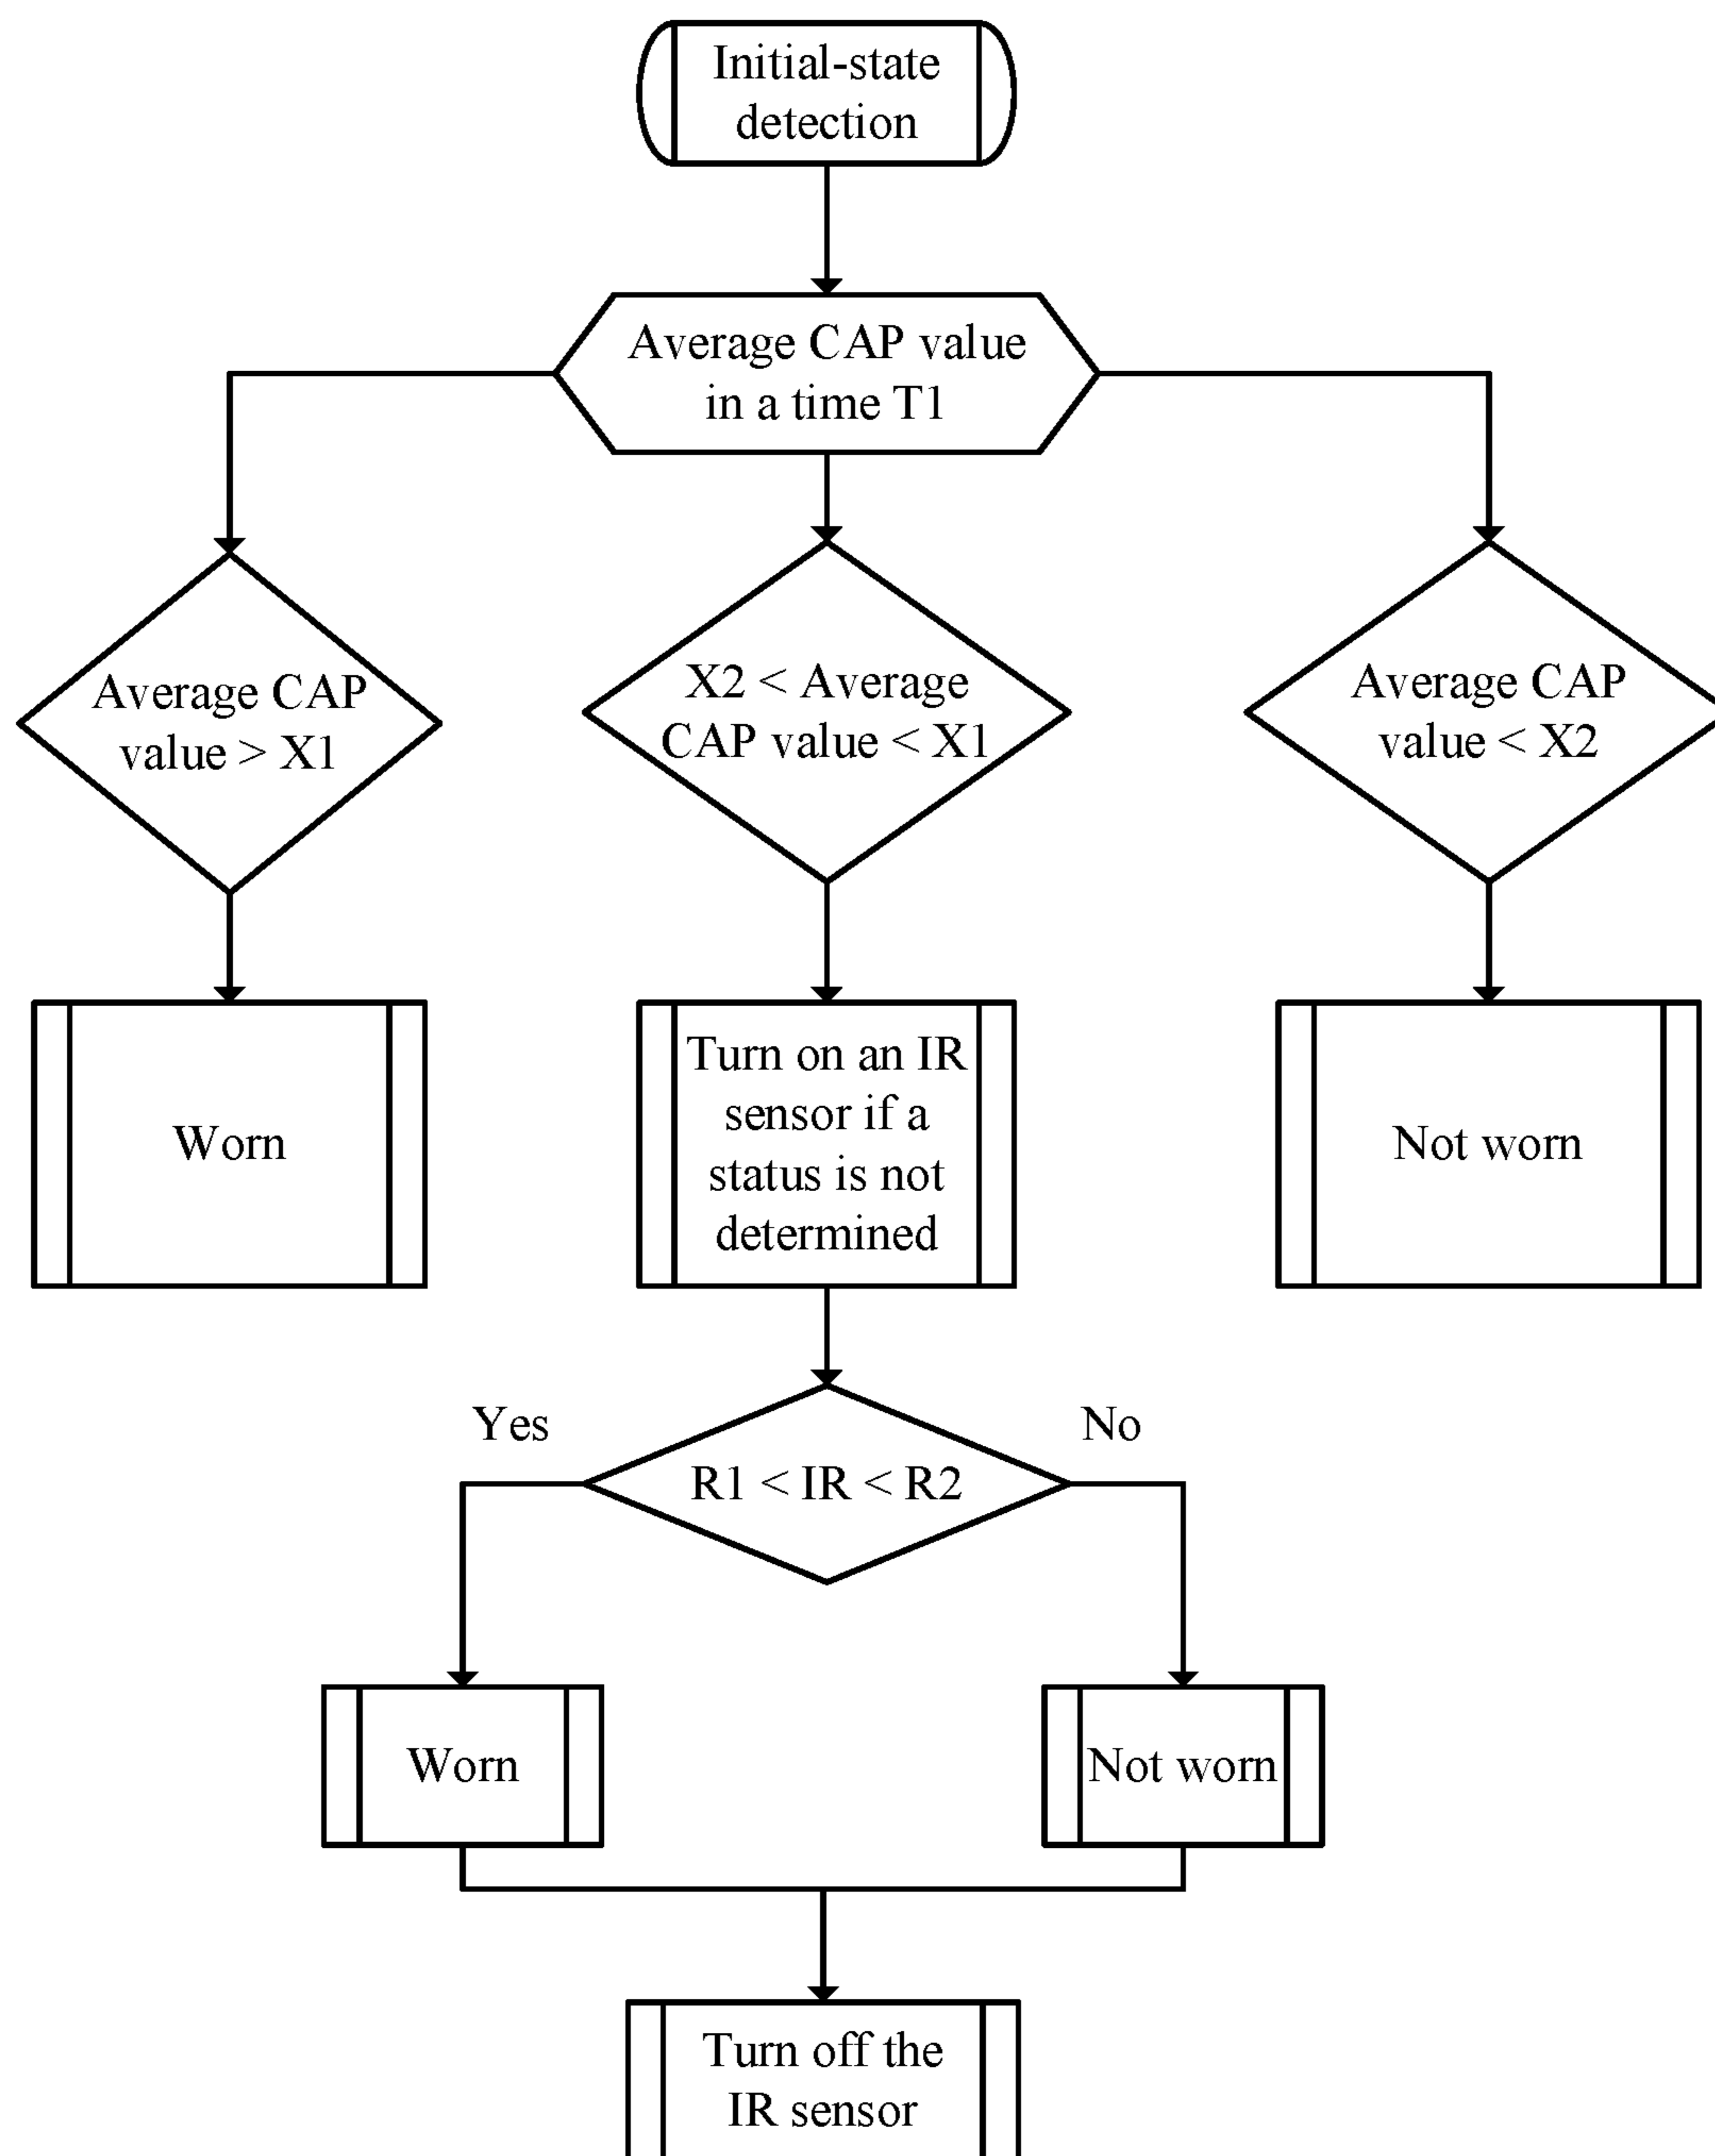 Initial-state
detection
Average CAP value
in a time T1
Average CAP
value > X1
X2 < Average
CAP value < X1
Average CAP
value < X2
Worn
Turn on an IR
sensor if a
status is not
determined
Not worn
Yes
No
R1 < IR < R2
Worn
Not worn
Turn off the
IR sensor